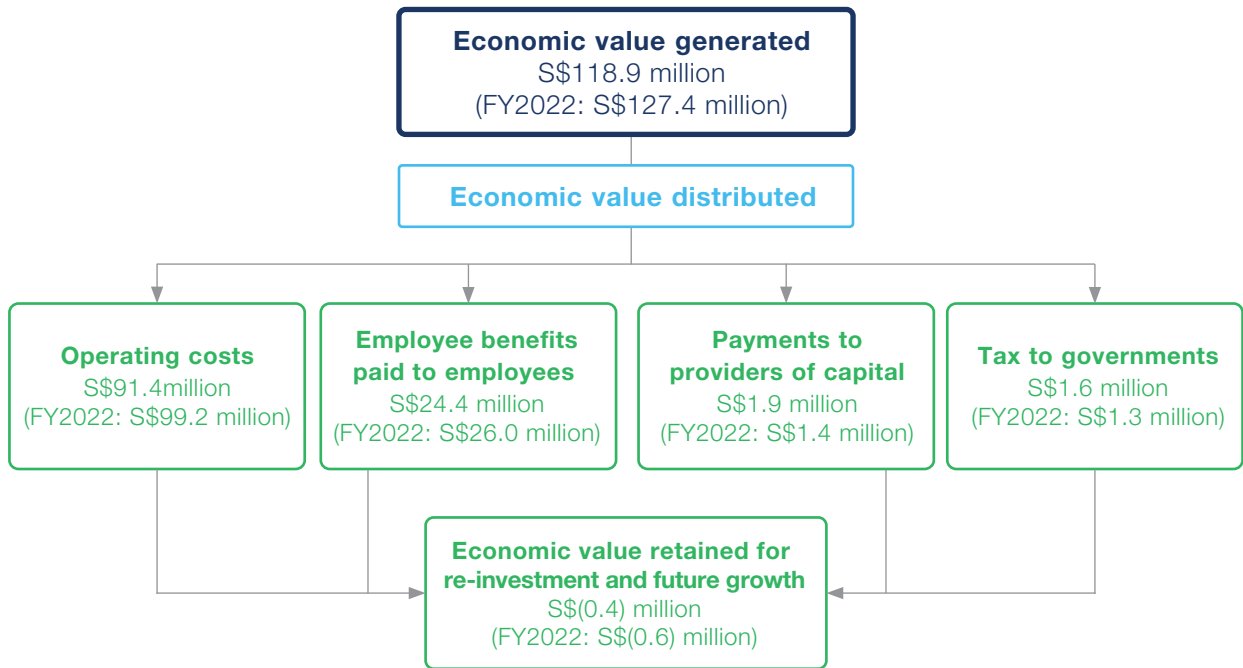 Economic value generated
S$118.9 million
(FY2022: S$127.4 million)
Economic value distributed
Operating costs
S$91.4million
(FY2022: S$99.2 million)
Employee benefits
paid to employees
S$24.4 million
(FY2022: S$26.0 million)
Payments to
providers of capital
S$1.9 million
(FY2022: S$1.4 million)
Tax to governments
S$1.6 million
(FY2022: S$1.3 million)
Economic value retained for
re-investment and future growth
S$(0.4) million
(FY2022: S$(0.6) million)